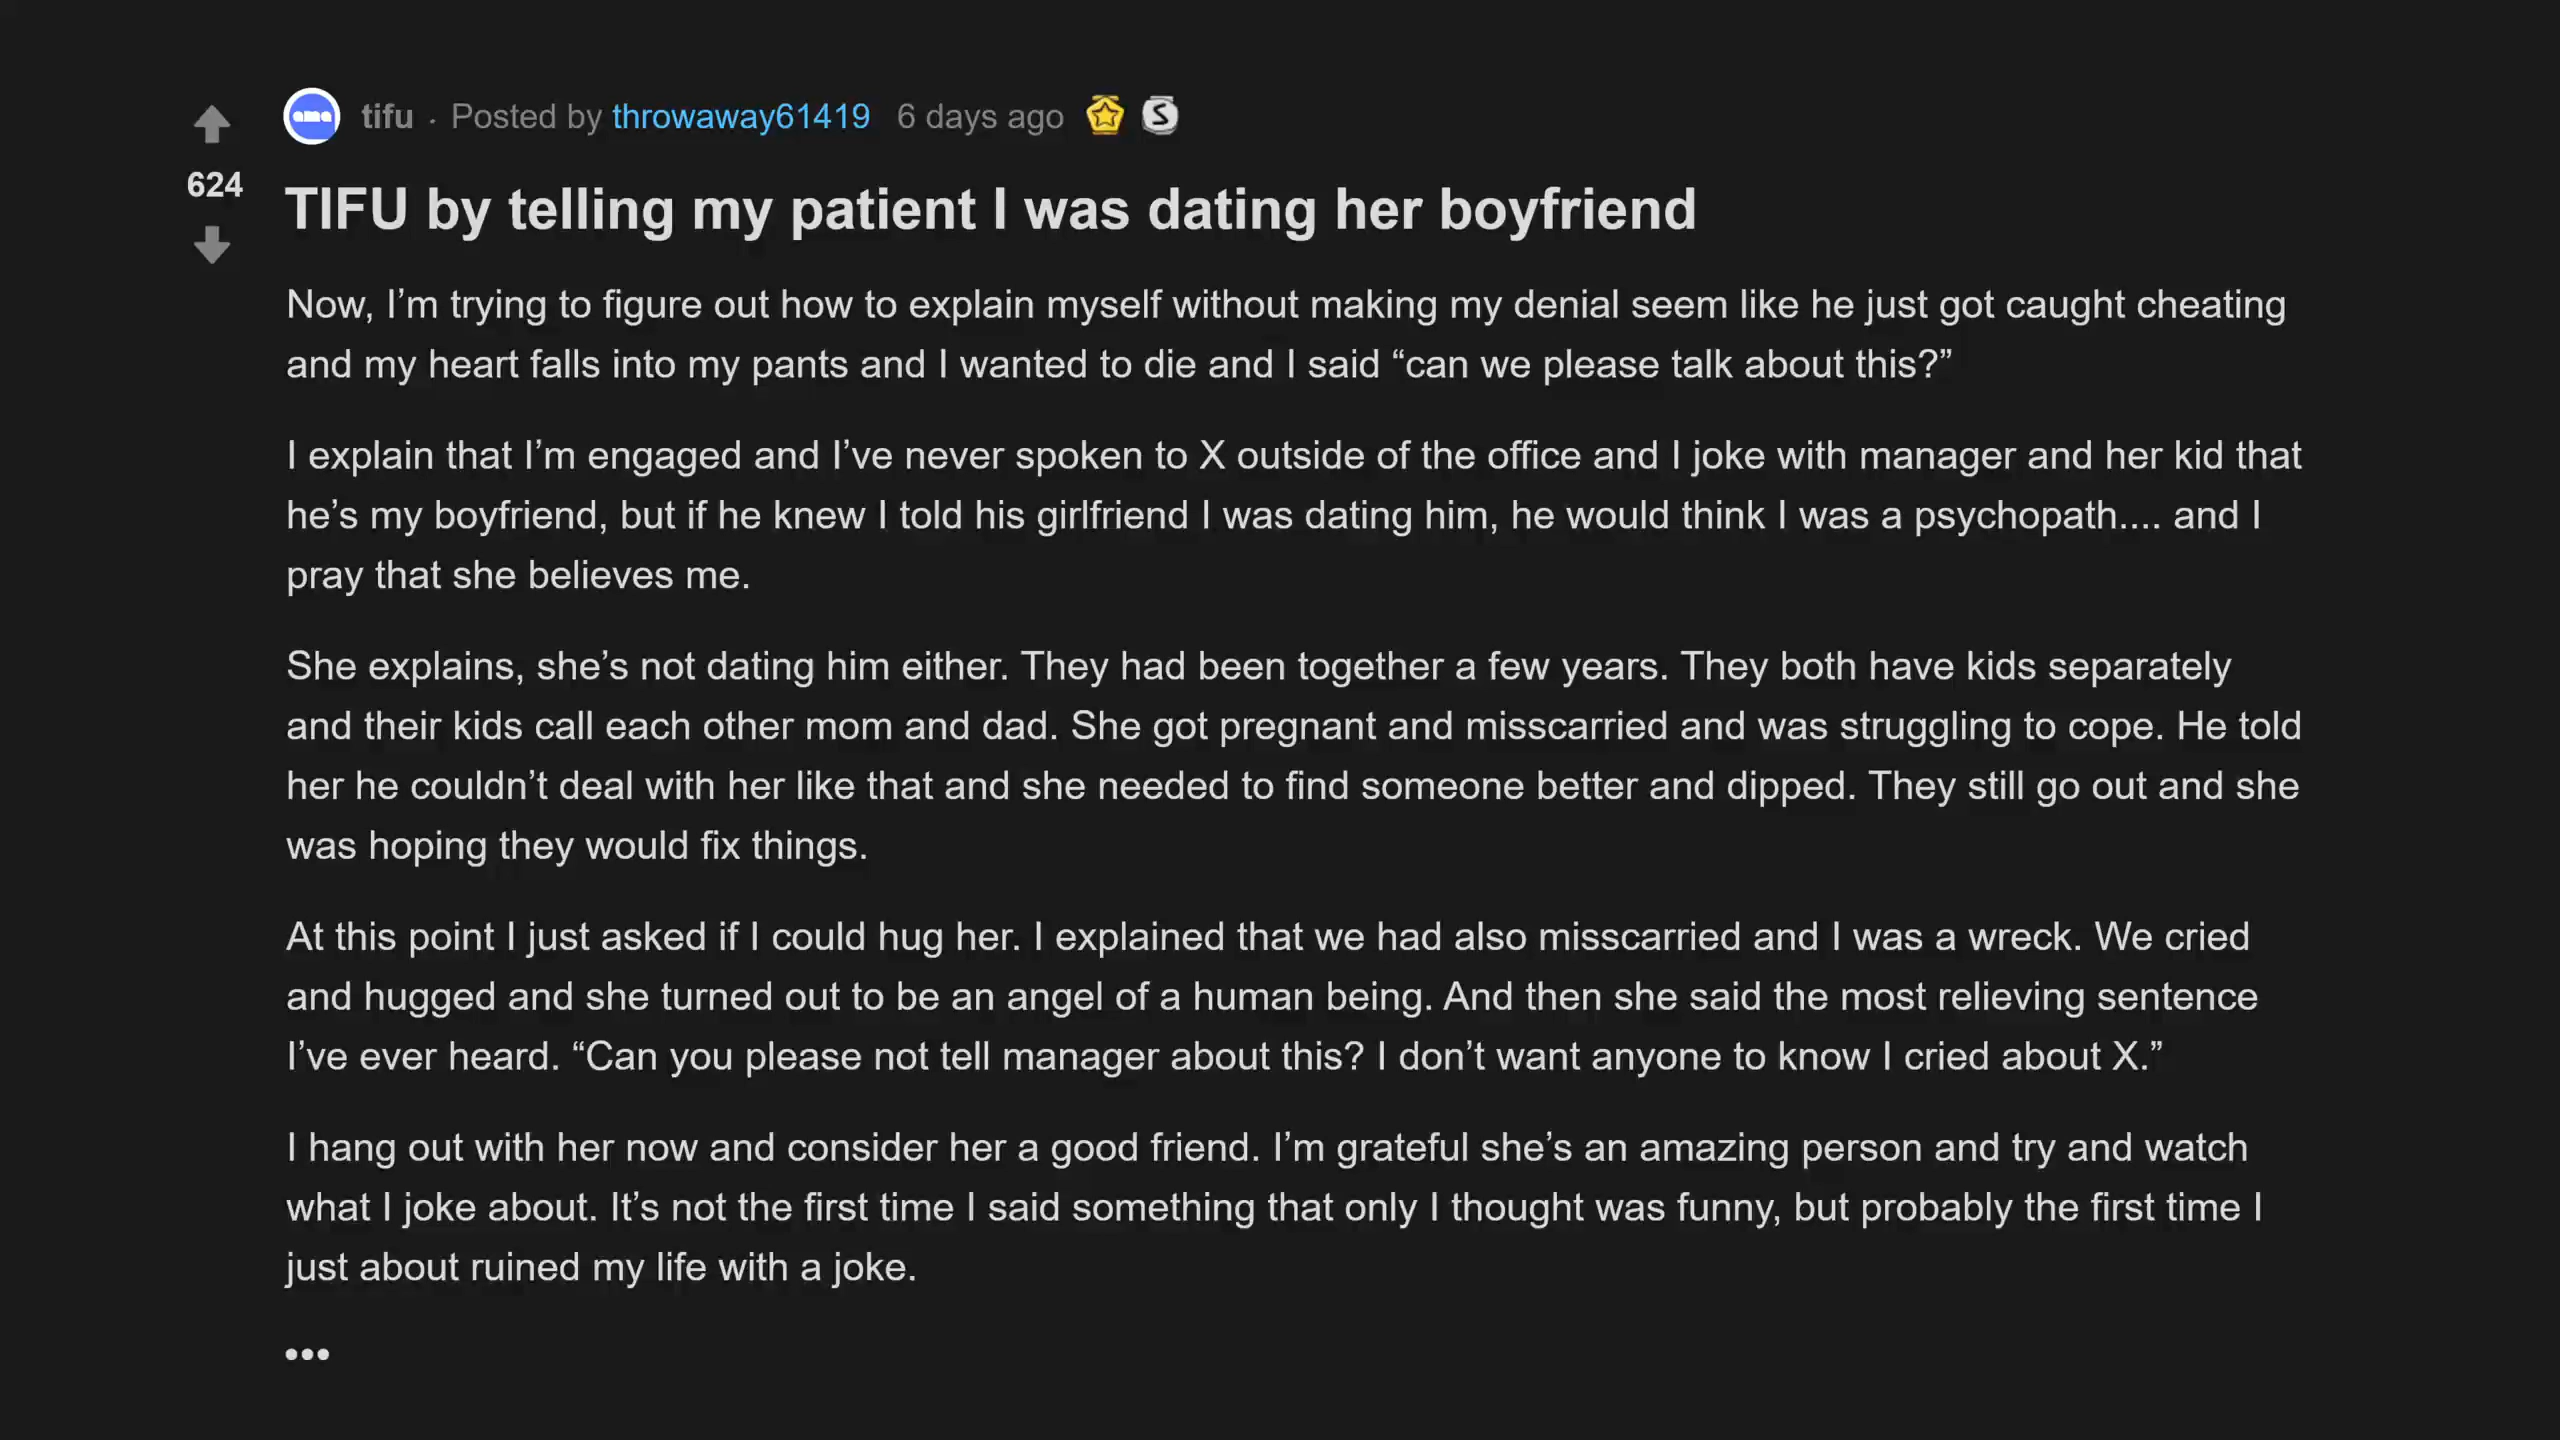 tifu · Posted by throwaway61419 6 days ago
624
TIFU by telling my patient I was dating her boyfriend
Now, I’m trying to figure out how to explain myself without making my denial seem like he just got caught cheating
and my heart falls into my pants and I wanted to die and I said “can we please talk about this?”
I explain that I’m engaged and I’ve never spoken to X outside of the office and I joke with manager and her kid that
he’s my boyfriend, but if he knew I told his girlfriend I was dating him, he would think I was a psychopath.... and I
pray that she believes me.
She explains, she’s not dating him either. They had been together a few years. They both have kids separately
and their kids call each other mom and dad. She got pregnant and misscarried and was struggling to cope. He told
her he couldn’t deal with her like that and she needed to find someone better and dipped. They still go out and she
was hoping they would fix things.
At this point I just asked if I could hug her. I explained that we had also misscarried and I was a wreck. We cried
and hugged and she turned out to be an angel of a human being. And then she said the most relieving sentence
I’ve ever heard. “Can you please not tell manager about this? I don’t want anyone to know I cried about X.”
I hang out with her now and consider her a good friend. I’m grateful she’s an amazing person and try and watch
what I joke about. It’s not the first time I said something that only I thought was funny, but probably the first time I
just about ruined my life with a joke.
•••